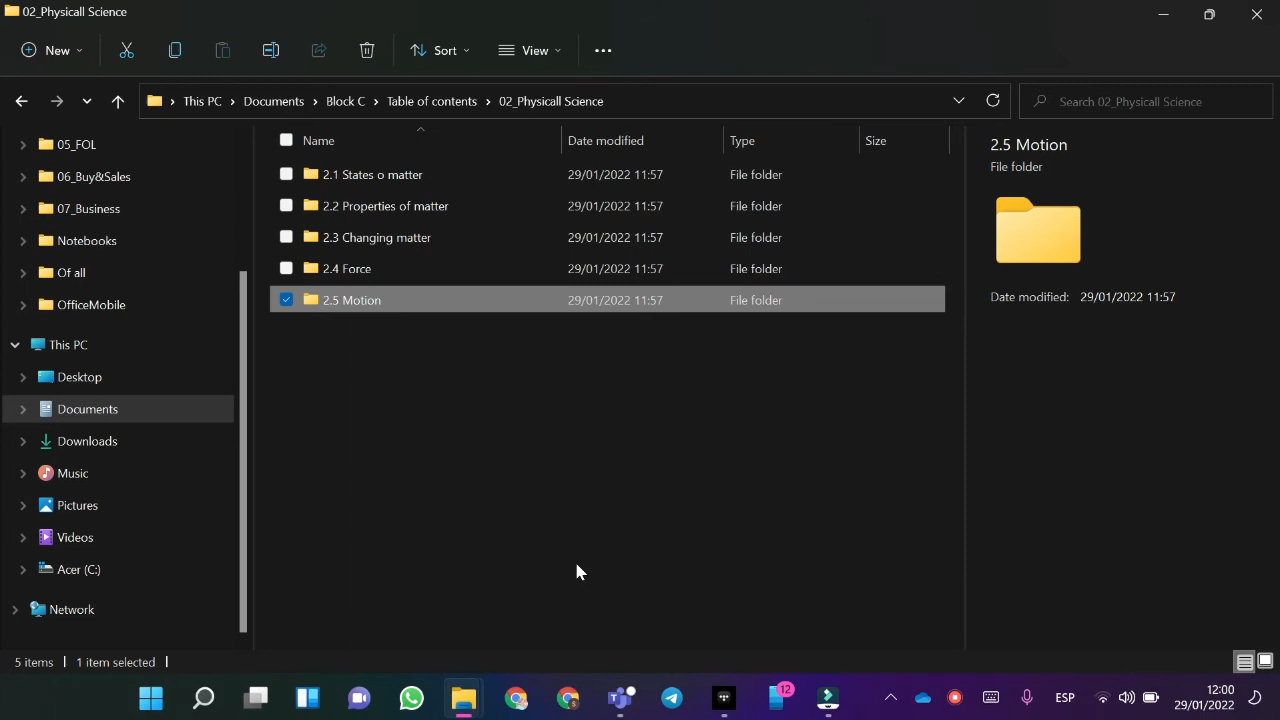 02_Physicall Science
New
Sort
View
This PC
Documents
Block C
Table of contents
02_Physicall Science
Search 02_Physicall Science
05_FOL
06_Buy&Sales
07_Business
Notebooks
Of all
OfficeMobile
This PC
Desktop
Documents
Downloads
Music
Pictures
Videos
Acer (C:)
Network
Name Date modified Type Size
2.1 States o matter 29/01/2022 11:57 File folder
2.2 Properties of matter 29/01/2022 11:57 File folder
2.3 Changing matter 29/01/2022 11:57 File folder
2.4 Force 29/01/2022 11:57 File folder
2.5 Motion 29/01/2022 11:57 File folder
2.5 Motion
File folder
Date modified: 29/01/2022 11:57
5 items 1 item selected
12
ESP
12:00
29/01/2022